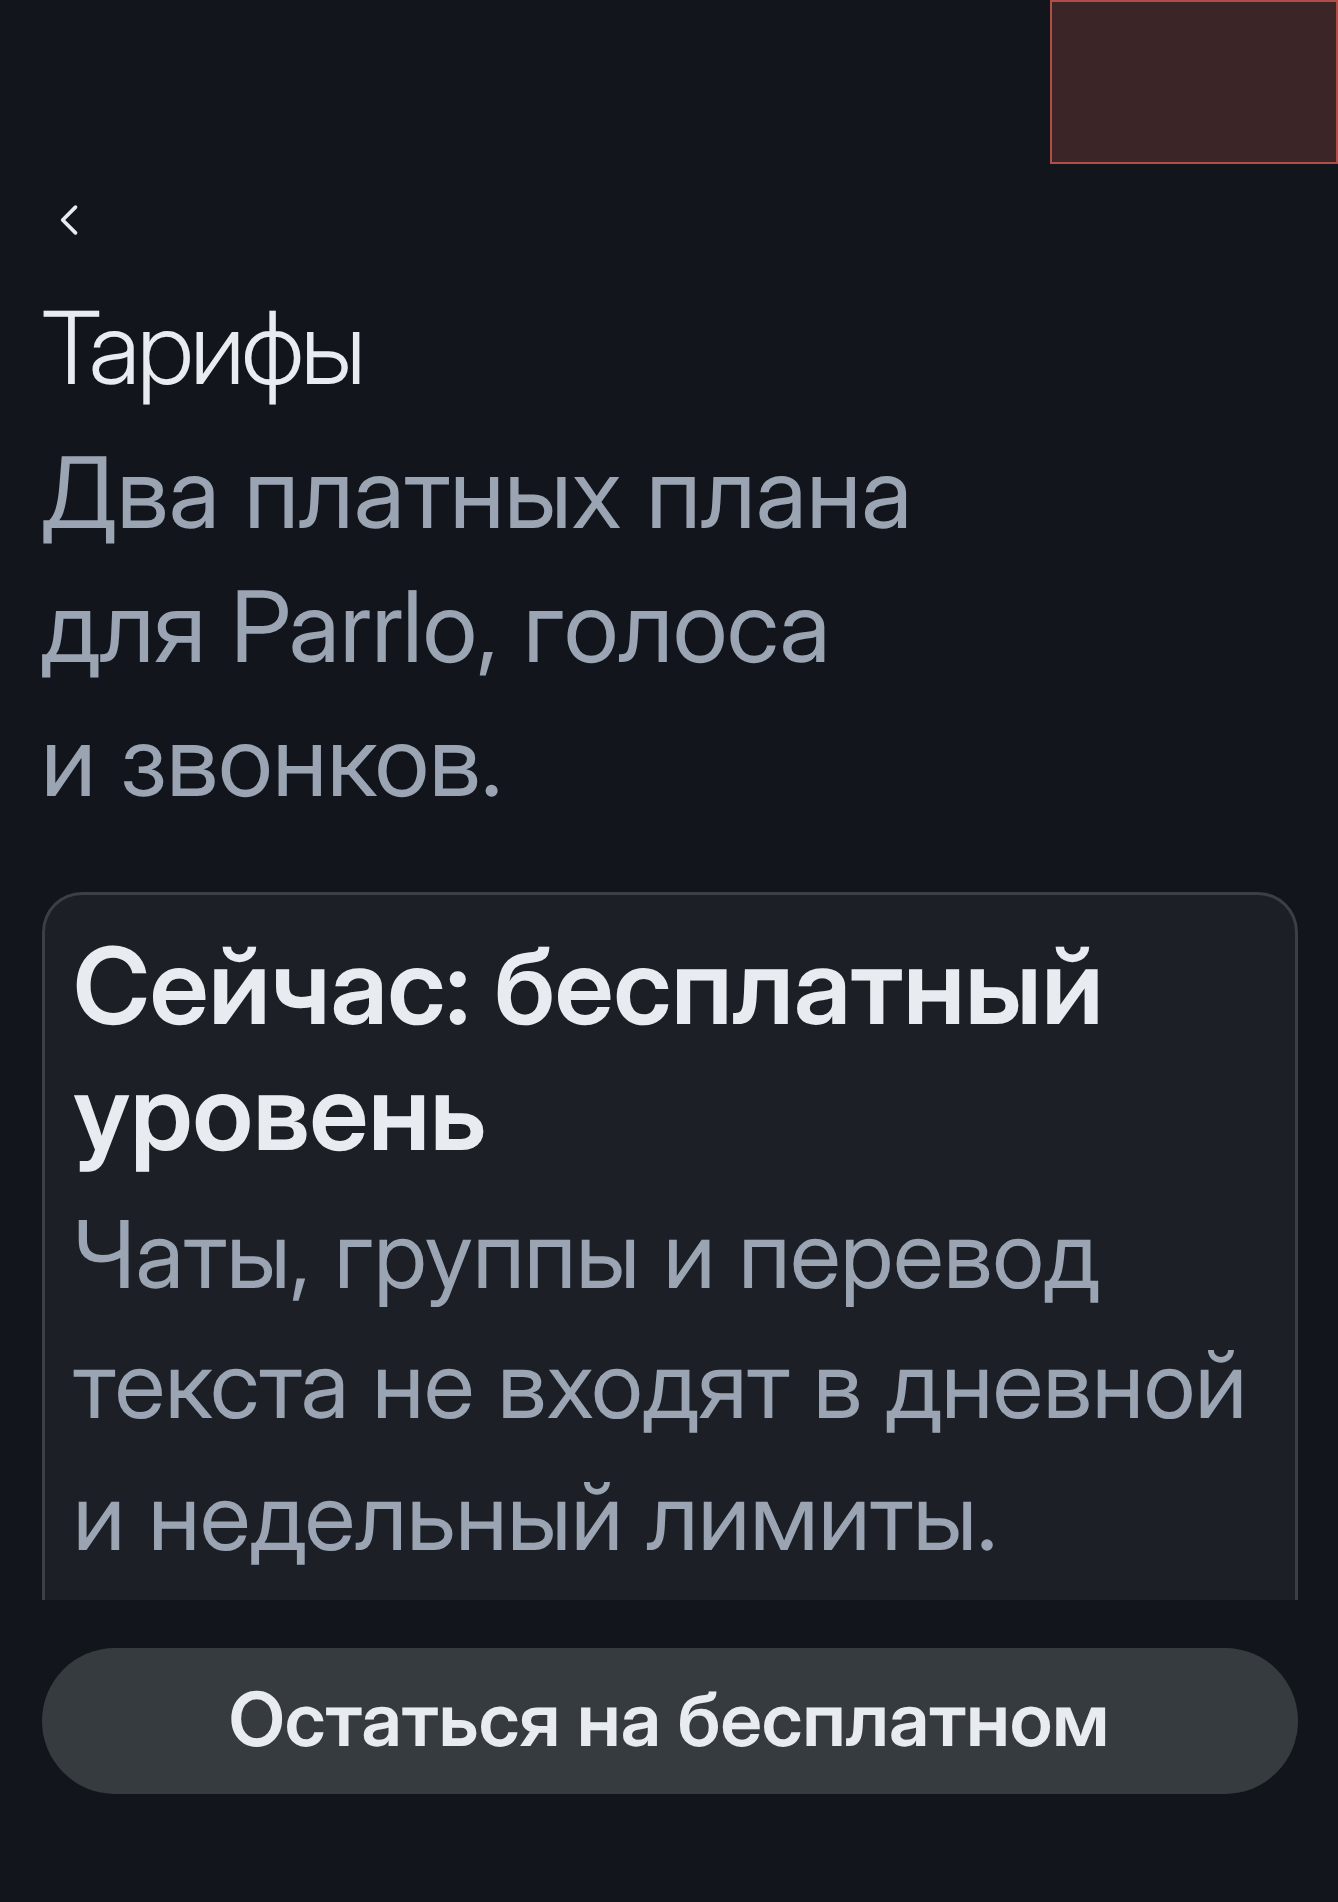 Тарифы
Два платных плана
для Parrlo, голоса
и звонков.
Сейчас: бесплатный
уровень
Чаты, группы и перевод
текста не входят в дневной
и недельный лимиты.
Остаться на бесплатном